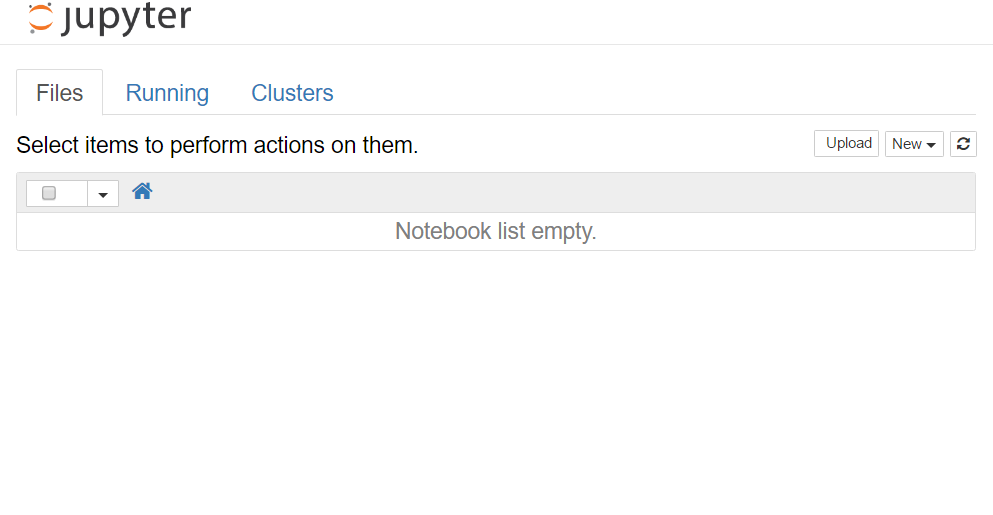 jupyter
Files Running Clusters
Select items to perform actions on them.
Upload New
Notebook list empty.